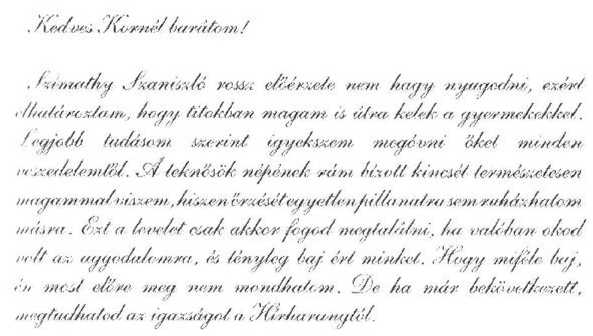 Kedves Kornél barátom!
Szimathy Szaniszló rossz előérzete nem hagy nyugodni, ezért
elhatároztam, hogy titokban magam is útra kelek a gyermekekkel.
Legjobb tudásom szerint igyekszem megóvni őket minden
veszedelemtől. A teknősök népének rám bízott kincsét természetesen
magammal viszem, hiszen őrzését egyetlen pillanatra sem ruházhatom
másra. Ezt a levelet csak akkor fogod megtalálni, ha valóban okod
volt az aggodalomra, és tényleg baj ért minket. Hogy miféle baj,
én most előre meg nem mondhatom. De ha már bekövetkezett,
megtudhatod az igazságot a Hírharangtól.